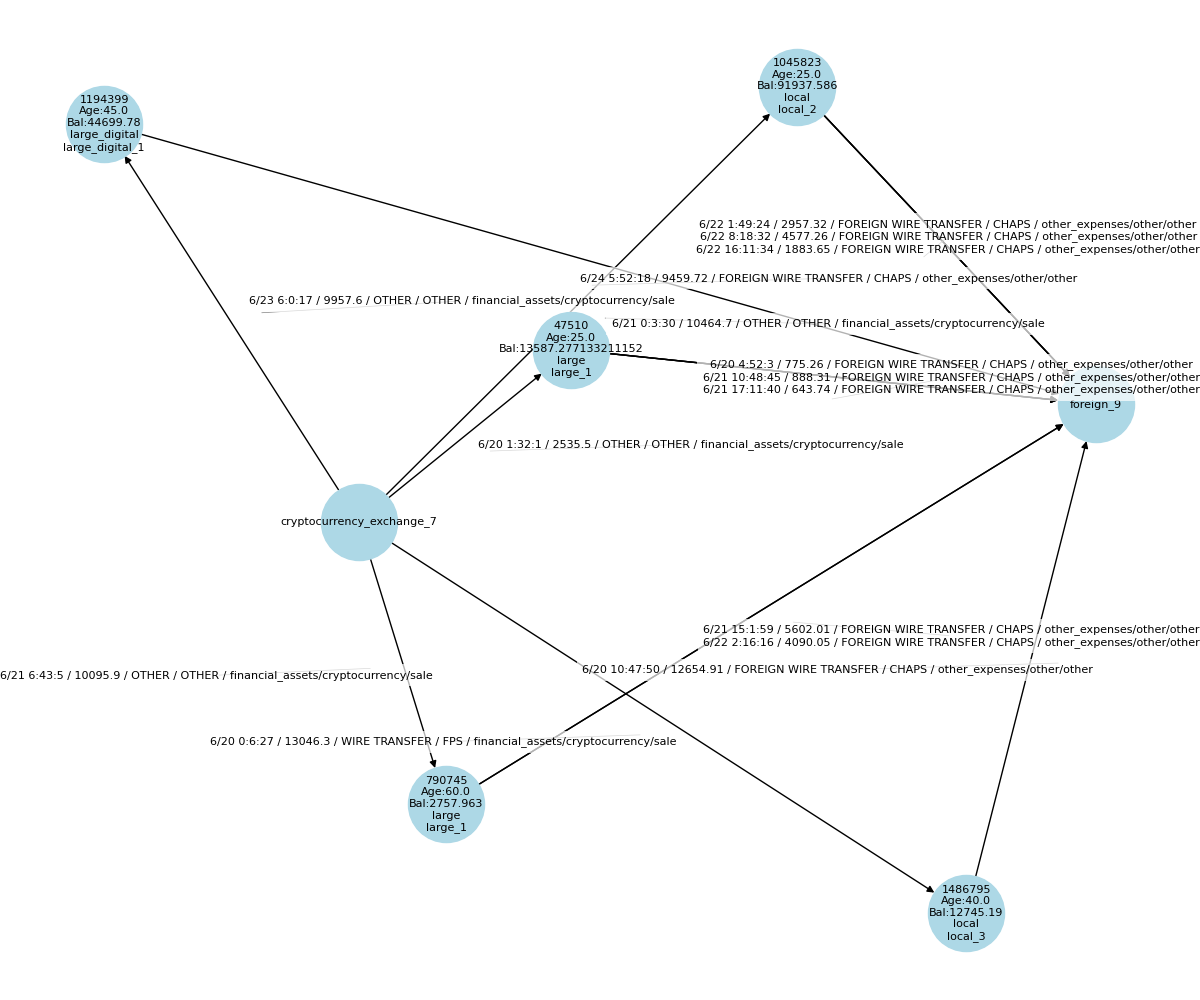 1045823
Age:25.0
Bal:91937.586
local
local_2
1194399
Age:45.0
Bal:44699.78
large_digital
large_digital_1
6/22 1:49:24 / 2957.32 / FOREIGN WIRE TRANSFER / CHAPS / other_expenses/other/other
6/22 8:18:32 / 4577.26 / FOREIGN WIRE TRANSFER / CHAPS / other_expenses/other/other
6/22 16:11:34 / 1883.65 / FOREIGN WIRE TRANSFER / CHAPS / other_expenses/other/other
6/24 5:52:18 / 9459.72 / FOREIGN WIRE TRANSFER / CHAPS / other_expenses/other/other
6/23 6:0:17 / 9957.6 / OTHER / OTHER / financial_assets/cryptocurrency/sale
6/21 0:3:30 / 10464.7 / OTHER / OTHER / financial_assets/cryptocurrency/sale
47510
Age:25.0
Bal:13587.277133211152
large
large_1
6/20 4:52:3 / 775.26 / FOREIGN WIRE TRANSFER / CHAPS / other_expenses/other/other
6/21 10:48:45 / 888.31 / FOREIGN WIRE TRANSFER / CHAPS / other_expenses/other/other
6/21 17:11:40 / 643.74 / FOREIGN WIRE TRANSFER / CHAPS / other_expenses/other/other
foreign_9
6/20 1:32:1 / 2535.5 / OTHER / OTHER / financial_assets/cryptocurrency/sale
cryptocurrency_exchange_7
6/21 15:1:59 / 5602.01 / FOREIGN WIRE TRANSFER / CHAPS / other_expenses/other/other
6/22 2:16:16 / 4090.05 / FOREIGN WIRE TRANSFER / CHAPS / other_expenses/other/other
6/20 10:47:50 / 12654.91 / FOREIGN WIRE TRANSFER / CHAPS / other_expenses/other/other
6/21 6:43:5 / 10095.9 / OTHER / OTHER / financial_assets/cryptocurrency/sale
6/20 0:6:27 / 13046.3 / WIRE TRANSFER / FPS / financial_assets/cryptocurrency/sale
790745
Age:60.0
Bal:2757.963
large
large_1
1486795
Age:40.0
Bal:12745.19
local
local_3